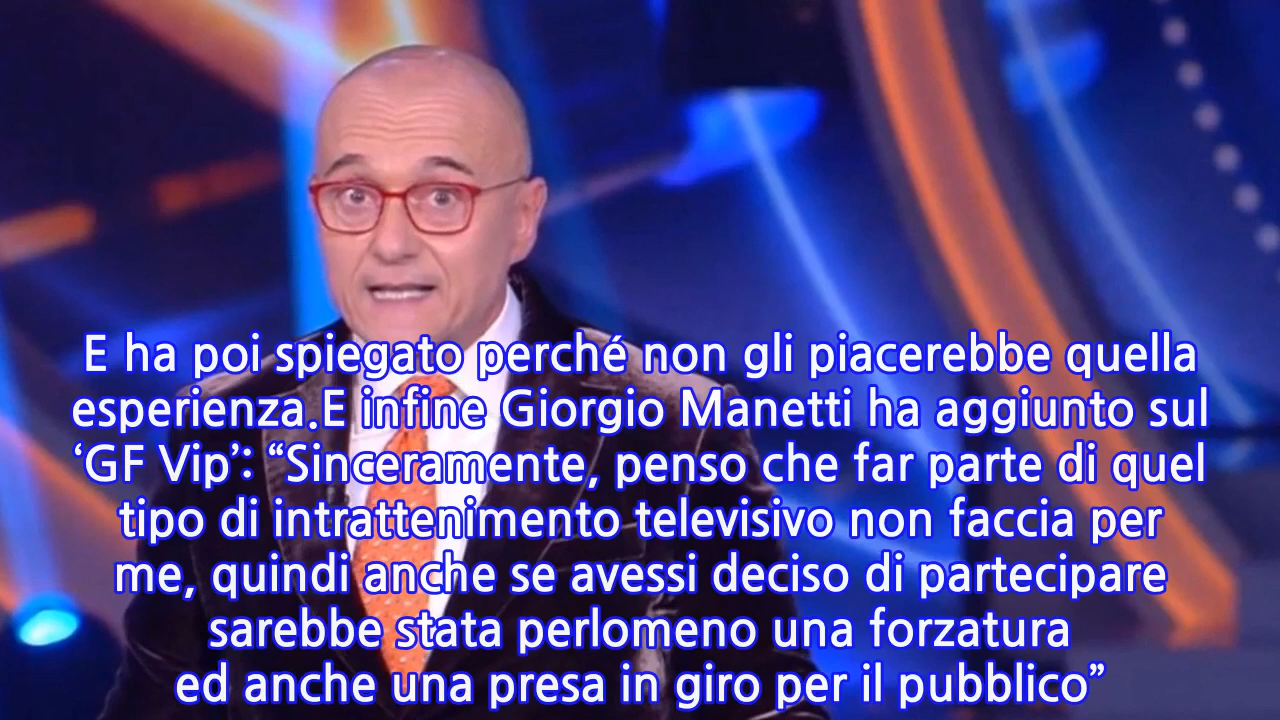 E ha poi spiegato perché non gli piacerebbe quella
esperienza.E infine Giorgio Manetti ha aggiunto sul
‘GF Vip’: “Sinceramente, penso che far parte di quel
tipo di intrattenimento televisivo non faccia per
me, quindi anche se avessi deciso di partecipare
sarebbe stata perlomeno una forzatura
ed anche una presa in giro per il pubblico”